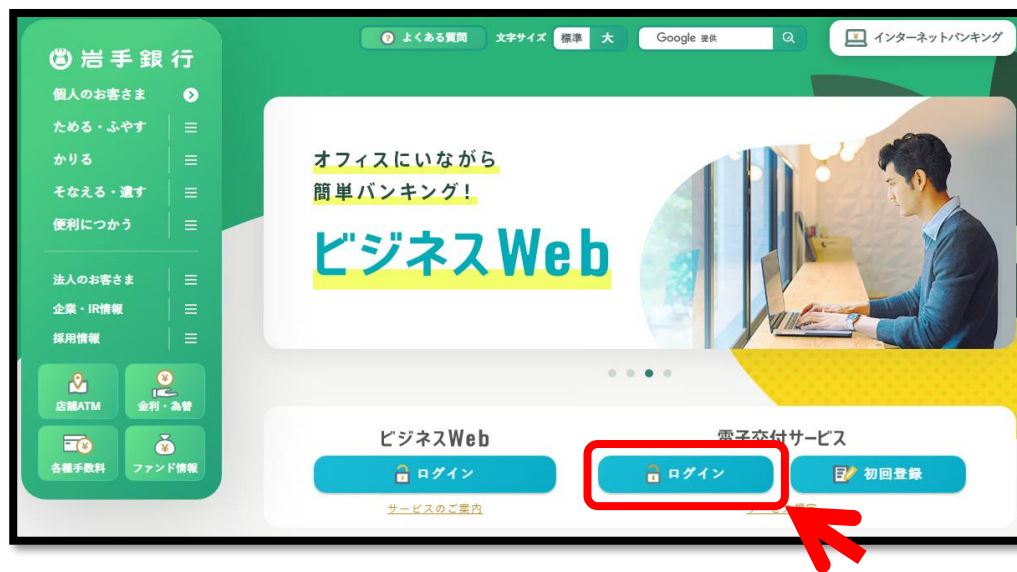 岩手銀行
個人のお客さま
ためる・ふやす
かりる
そなえる・遺す
便利につかう
法人のお客さま
企業・IR情報
採用情報
店舗ATM
金利・為替
各種手数料
ファンド情報
よくある質問
文字サイズ 標準 大
Google 提供
インターネットバンキング
オフィスにいながら
簡単バンキング！
ビジネスWeb
ビジネスWeb
ログイン
サービスのご案内
電子交付サービス
ログイン
初回登録